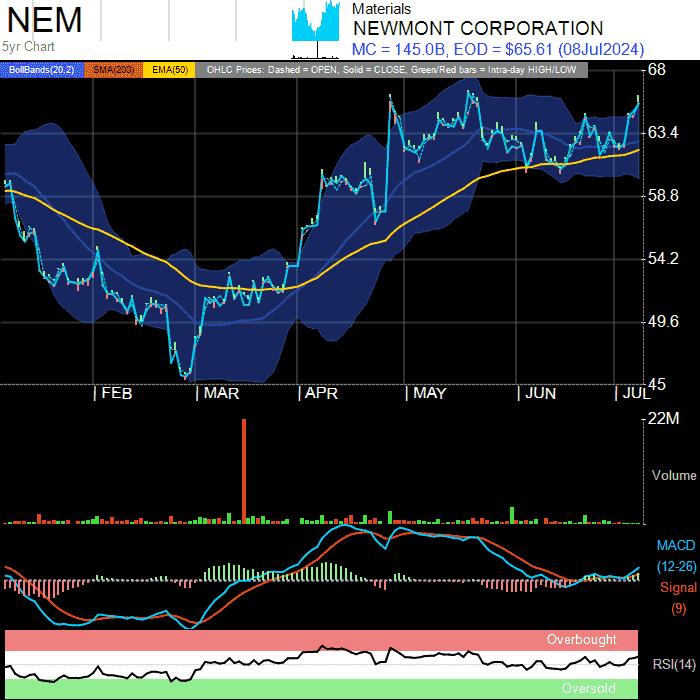 NEM
5yr Chart
Materials
NEWMONT CORPORATION
MC = 145.0B, EOD = $65.61 (08Jul2024)
BollBands(20,2) SMA(200) EMA(50) OHLC Prices: Dashed = OPEN, Solid = CLOSE, Green/Red bars = Intra-day HIGH/LOW
68
63.4
58.8
54.2
49.6
45
FEB MAR APR MAY JUN JUL
22M
Volume
MACD
(12-26)
Signal
(9)
Overbought
RSI(14)
Oversold